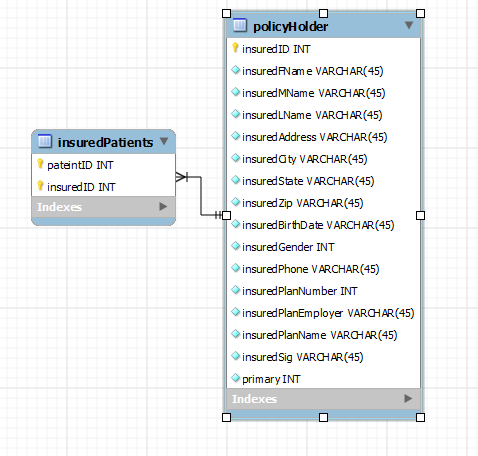 insuredPatients
pateintID INT
insuredID INT
Indexes
policyHolder
insuredID INT
insuredFName VARCHAR(45)
insuredMName VARCHAR(45)
insuredLName VARCHAR(45)
insuredAddress VARCHAR(45)
insuredCity VARCHAR(45)
insuredState VARCHAR(45)
insuredZip VARCHAR(45)
insuredBirthDate VARCHAR(45)
insuredGender INT
insuredPhone VARCHAR(45)
insuredPlanNumber INT
insuredPlanEmployer VARCHAR(45)
insuredPlanName VARCHAR(45)
insuredSig VARCHAR(45)
primary INT
Indexes